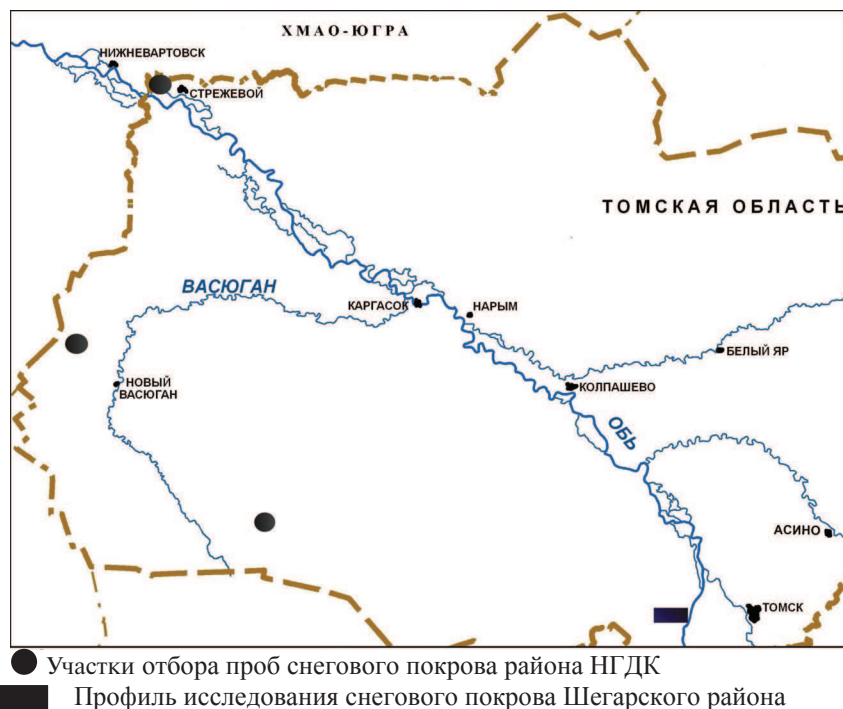 ХМАО-ЮГРА
НИЖНЕВАРТОВСК
СТРЕЖЕВОЙ
ТОМСКАЯ ОБЛАСТЬ
ВАСЮГАН
КАРГАСОК
НАРЫМ
БЕЛЫЙ ЯР
НОВЫЙ
ВАСЮГАН
КОЛПАШЕВО
ОБЬ
АСИНО
ТОМСК
Участки отбора проб снегового покрова района НГДК
Профиль исследования снегового покрова Шегарского района